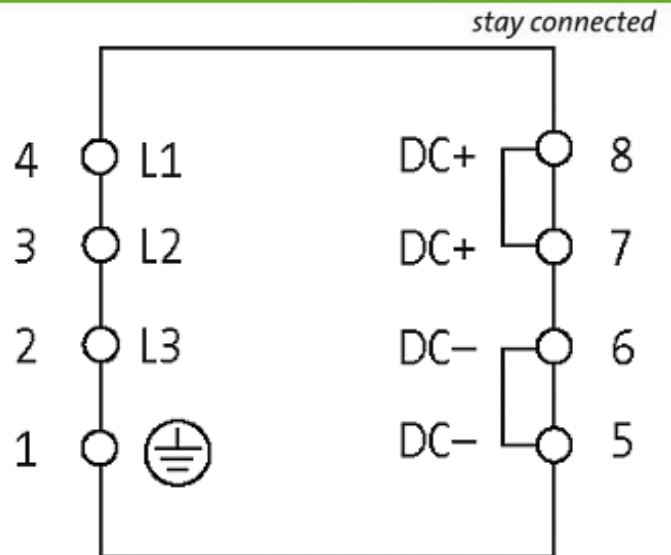 stay connected
4 L1 DC+ 8
3 L2 DC+ 7
2 L3 DC– 6
1 DC– 5